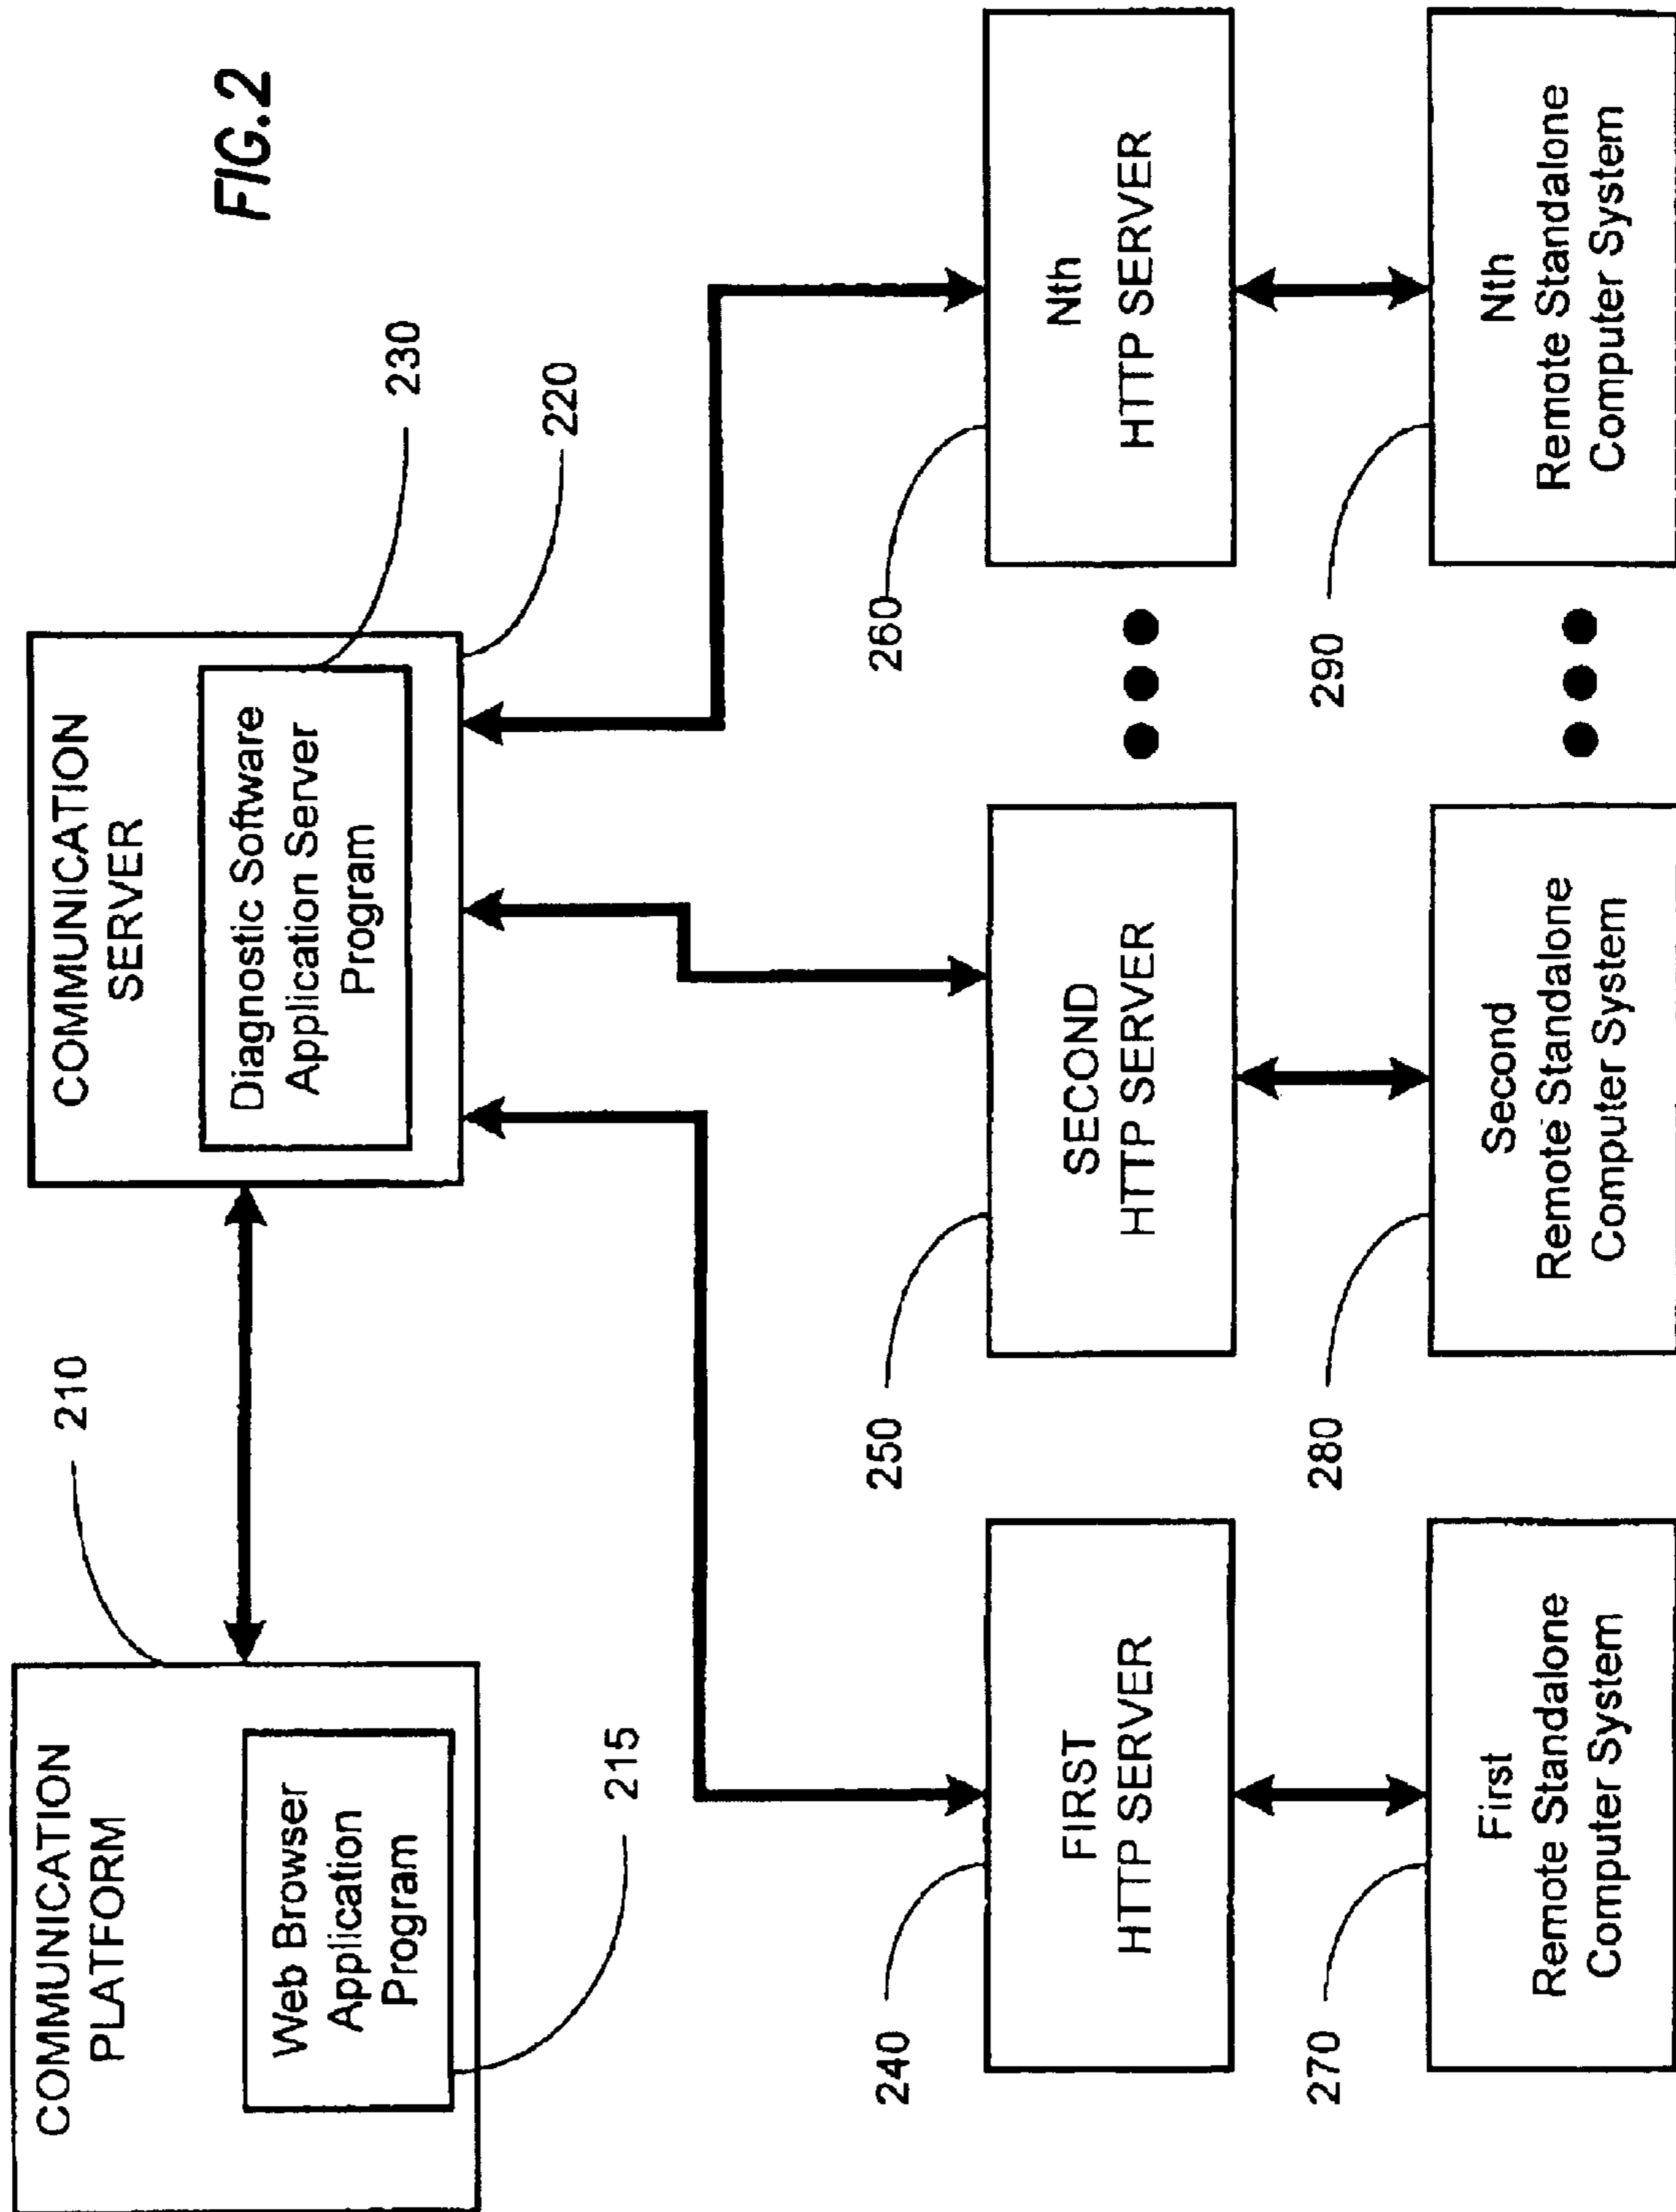 FIG.2
COMMUNICATION
PLATFORM
Web Browser
Application
Program
210
215
COMMUNICATION
SERVER
Diagnostic Software
Application Server
Program
230
220
240
FIRST
HTTP SERVER
250
SECOND
HTTP SERVER
260
Nth
HTTP SERVER
270
First
Remote Standalone
Computer System
280
Second
Remote Standalone
Computer System
290
Nth
Remote Standalone
Computer System